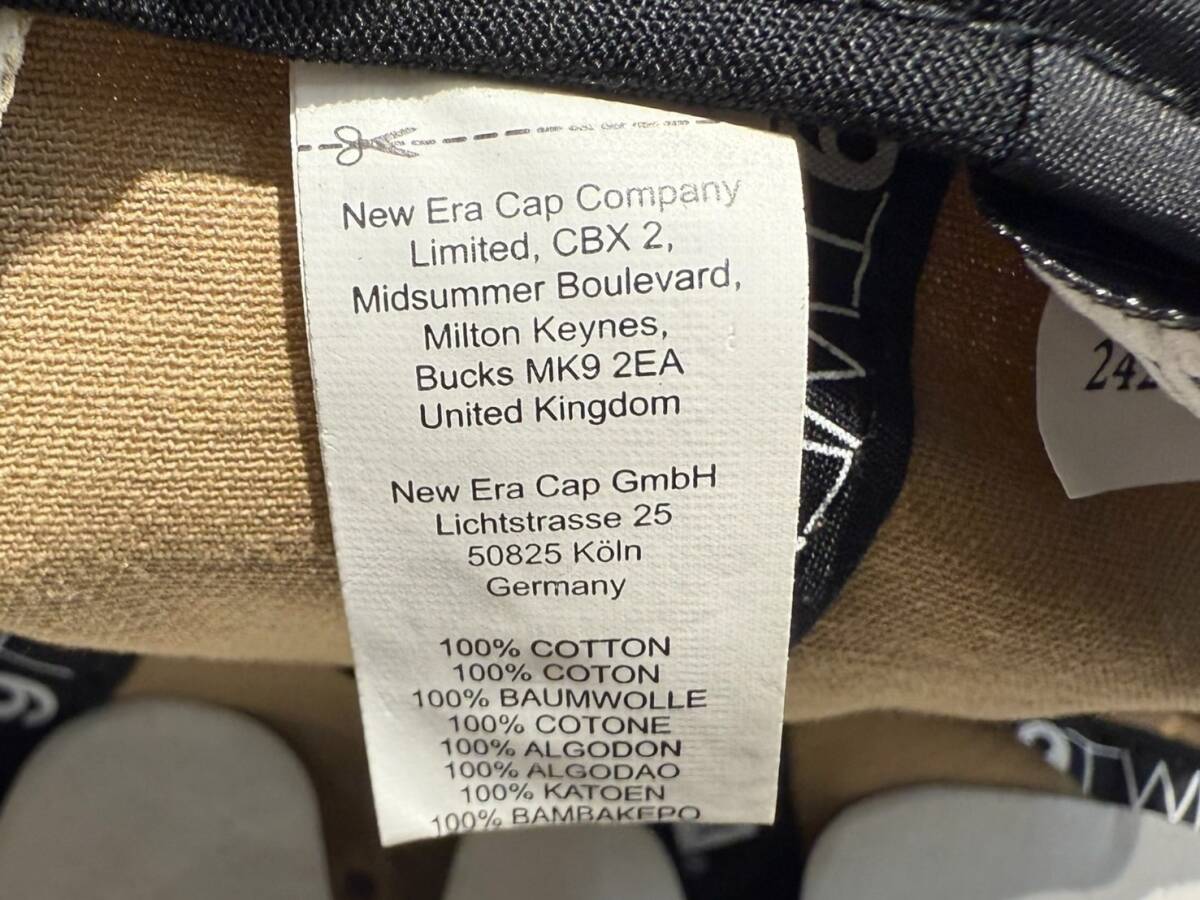 New Era Cap Company
Limited, CBX 2,
Midsummer Boulevard,
Milton Keynes,
Bucks MK9 2EA
United Kingdom
New Era Cap GmbH
Lichtstrasse 25
50825 Köln
Germany
100% COTTON
100% COTON
100% BAUMWOLLE
100% COTONE
100% ALGODON
100% ALGODAO
100% KATOEN
100% BAMBAKEPO